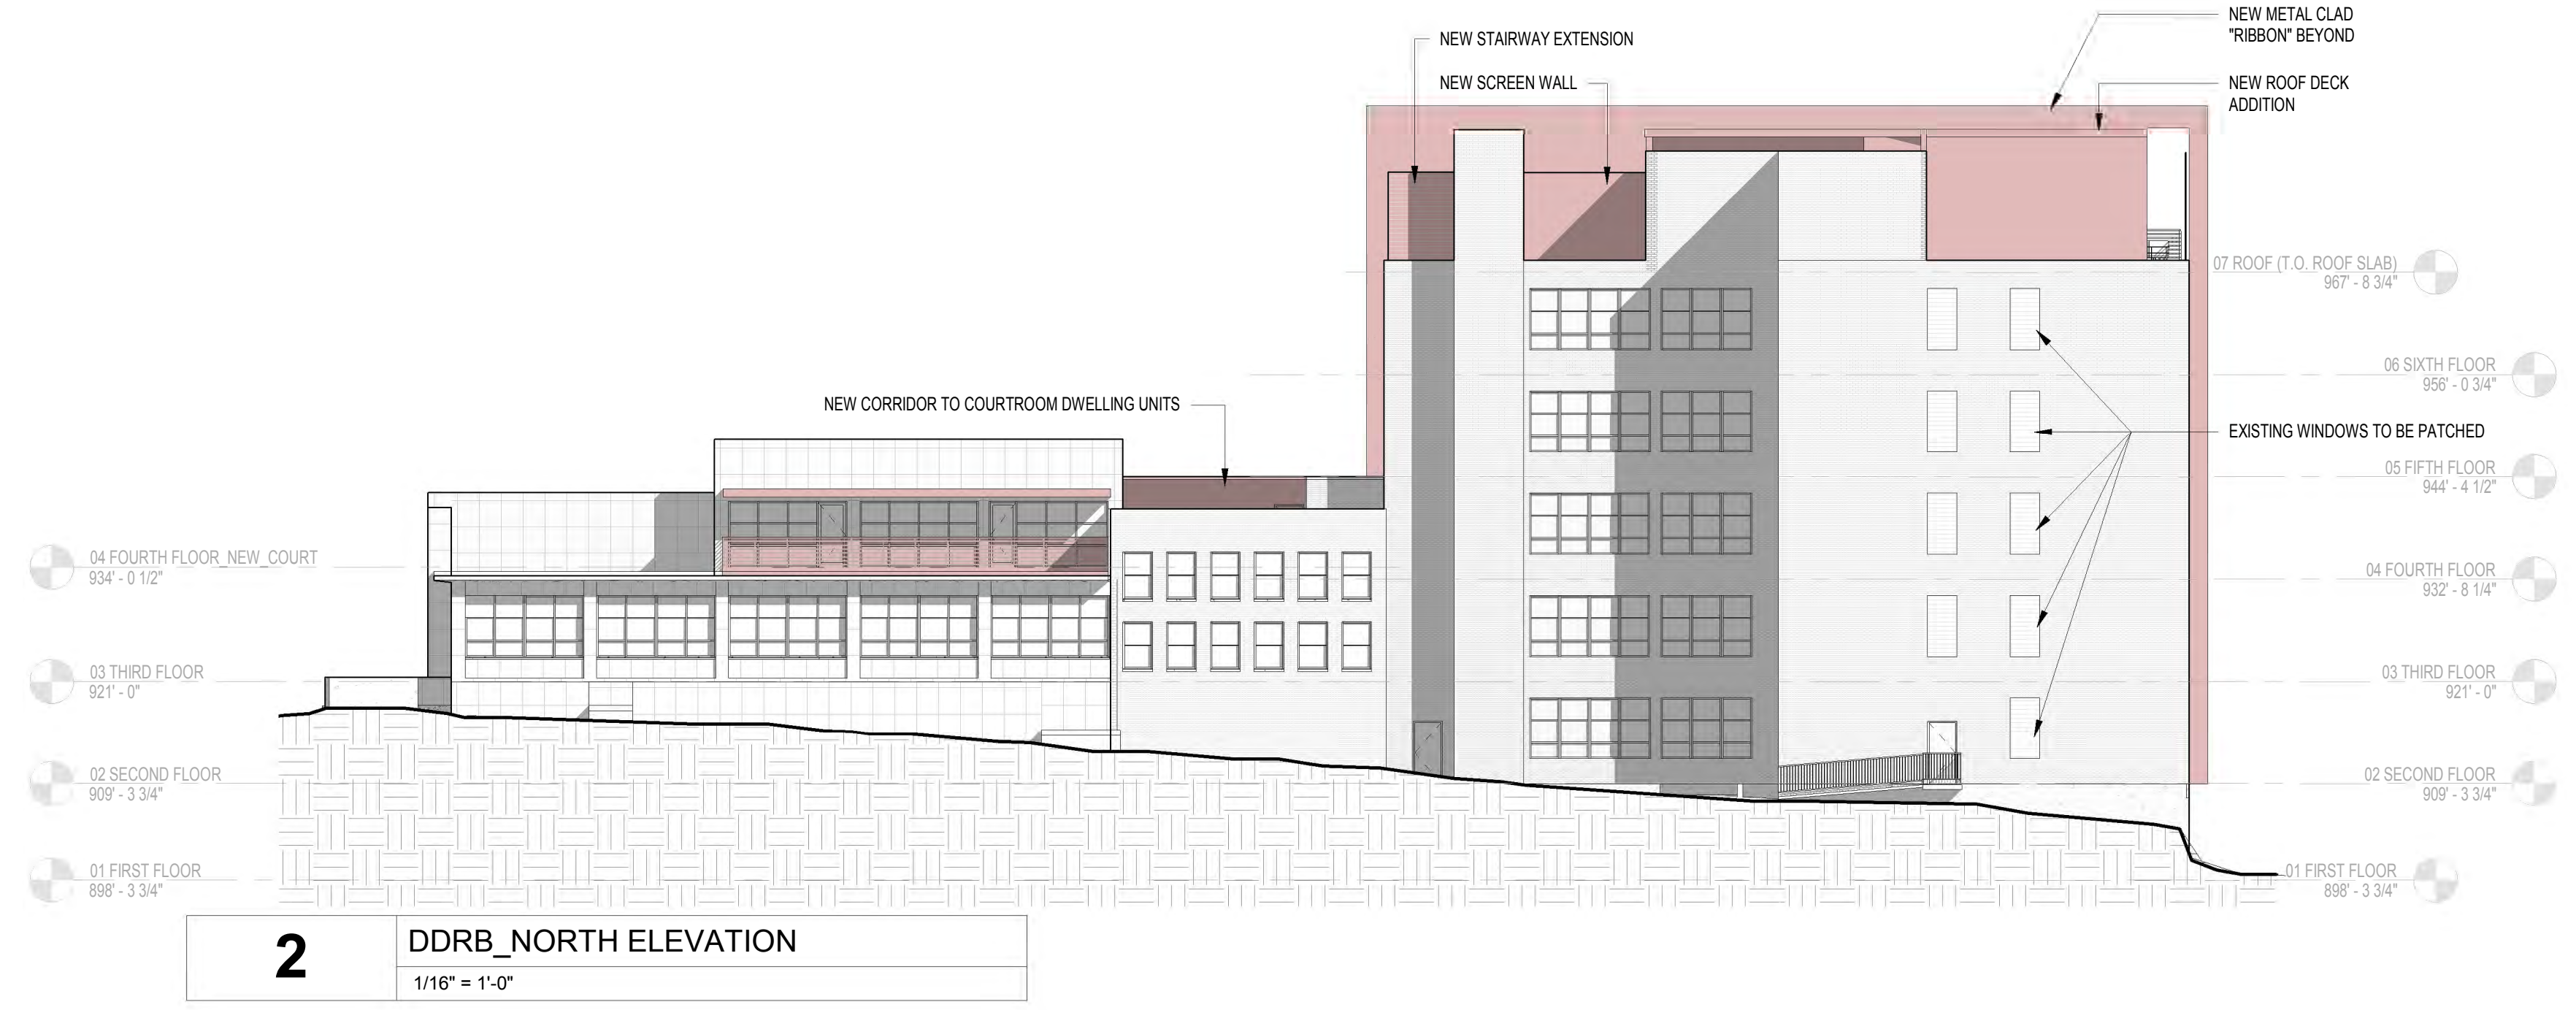 NEW METAL CLAD
"RIBBON" BEYOND
NEW STAIRWAY EXTENSION
NEW SCREEN WALL
NEW ROOF DECK
ADDITION
07 ROOF (T.O. ROOF SLAB)
967' - 8 3/4"
06 SIXTH FLOOR
956' - 0 3/4"
NEW CORRIDOR TO COURTROOM DWELLING UNITS
EXISTING WINDOWS TO BE PATCHED
05 FIFTH FLOOR
944' - 4 1/2"
04 FOURTH FLOOR_NEW_COURT
934' - 0 1/2"
04 FOURTH FLOOR
932' - 8 1/4"
03 THIRD FLOOR
921' - 0"
03 THIRD FLOOR
921' - 0"
02 SECOND FLOOR
909' - 3 3/4"
02 SECOND FLOOR
909' - 3 3/4"
01 FIRST FLOOR
898' - 3 3/4"
01 FIRST FLOOR
898' - 3 3/4"
2
DDRB_NORTH ELEVATION
1/16" = 1'-0"